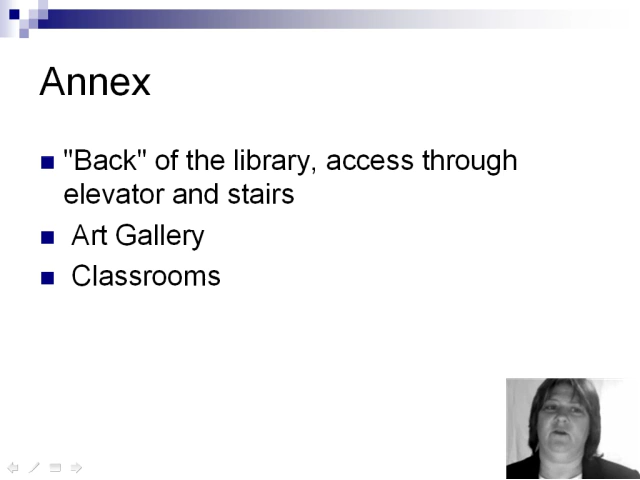 Annex
"Back" of the library, access through
elevator and stairs
Art Gallery
Classrooms